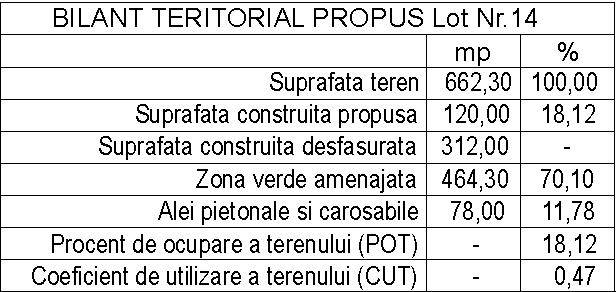 BILANT TERITORIAL PROPUS Lot Nr.14
mp %
Suprafata teren 662,30 100,00
Suprafata construita propusa 120,00 18,12
Suprafata construita desfasurata 312,00 -
Zona verde amenajata 464,30 70,10
Alei pietonale si carosabile 78,00 11,78
Procent de ocupare a terenului (POT) - 18,12
Coeficient de utilizare a terenului (CUT) - 0,47